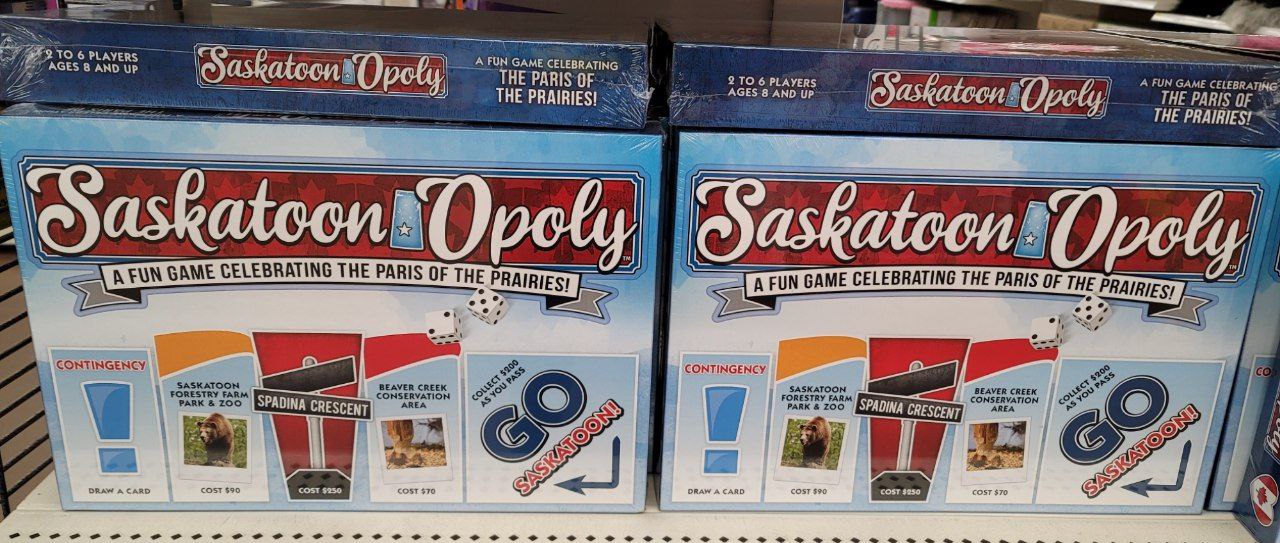 2 TO 6 PLAYERS
AGES 8 AND UP
Saskatoon Opoly
A FUN GAME CELEBRATING
THE PARIS OF
THE PRAIRIES!
2 TO 6 PLAYERS
AGES 8 AND UP
Saskatoon Opoly
A FUN GAME CELEBRATING
THE PARIS OF
THE PRAIRIES!
Saskatoon Opoly TM
A FUN GAME CELEBRATING THE PARIS OF THE PRAIRIES!
CONTINGENCY
!
DRAW A CARD
SASKATOON
FORESTRY FARM
PARK & ZOO
COST $90
SPADINA CRESCENT
COST $250
BEAVER CREEK
CONSERVATION
AREA
COST $70
COLLECT $200
AS YOU PASS
GO
SASKATOON!
Saskatoon Opoly TM
A FUN GAME CELEBRATING THE PARIS OF THE PRAIRIES!
CONTINGENCY
!
DRAW A CARD
SASKATOON
FORESTRY FARM
PARK & ZOO
COST $90
SPADINA CRESCENT
COST $250
BEAVER CREEK
CONSERVATION
AREA
COST $70
COLLECT $200
AS YOU PASS
GO
SASKATOON!
CO